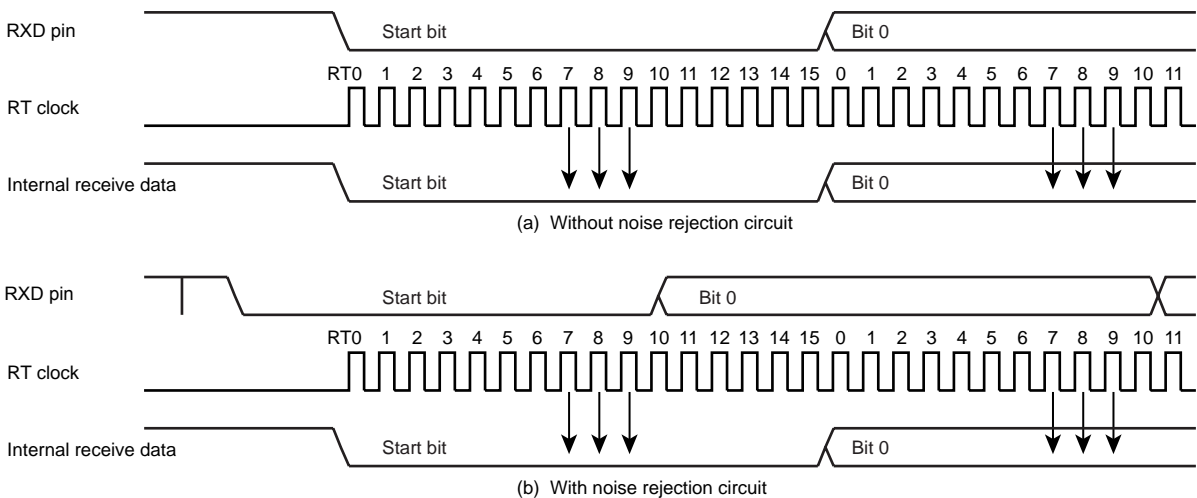 RXD pin Start bit Bit 0
RT0 1 2 3 4 5 6 7 8 9 10 11 12 13 14 15 0 1 2 3 4 5 6 7 8 9 10 11
RT clock
Internal receive data Start bit Bit 0
(a) Without noise rejection circuit
RXD pin Start bit Bit 0
RT0 1 2 3 4 5 6 7 8 9 10 11 12 13 14 15 0 1 2 3 4 5 6 7 8 9 10 11
RT clock
Internal receive data Start bit Bit 0
(b) With noise rejection circuit